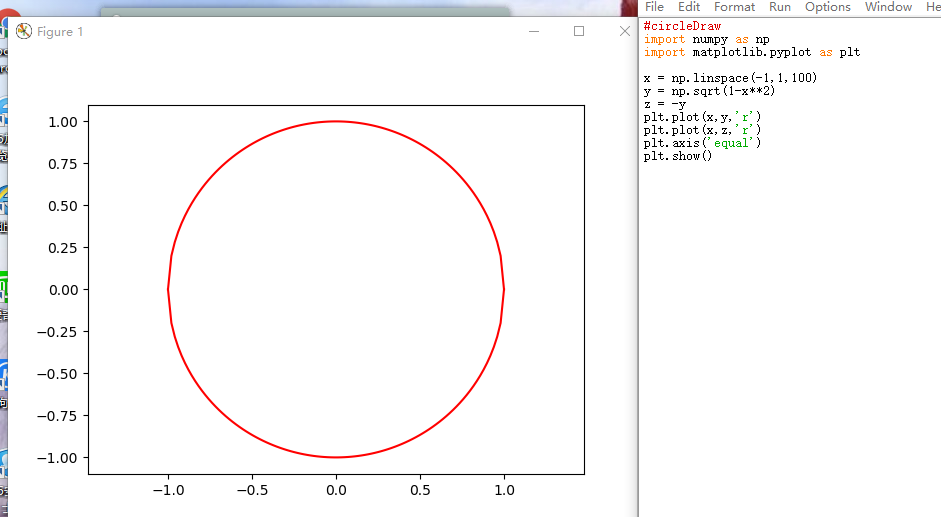 Figure 1
1.00
0.75
0.50
0.25
0.00
−0.25
−0.50
−0.75
−1.00
−1.0 −0.5 0.0 0.5 1.0
File Edit Format Run Options Window He
#circleDraw
import numpy as np
import matplotlib.pyplot as plt
x = np.linspace(-1,1,100)
y = np.sqrt(1-x**2)
z = -y
plt.plot(x,y,'r')
plt.plot(x,z,'r')
plt.axis('equal')
plt.show()